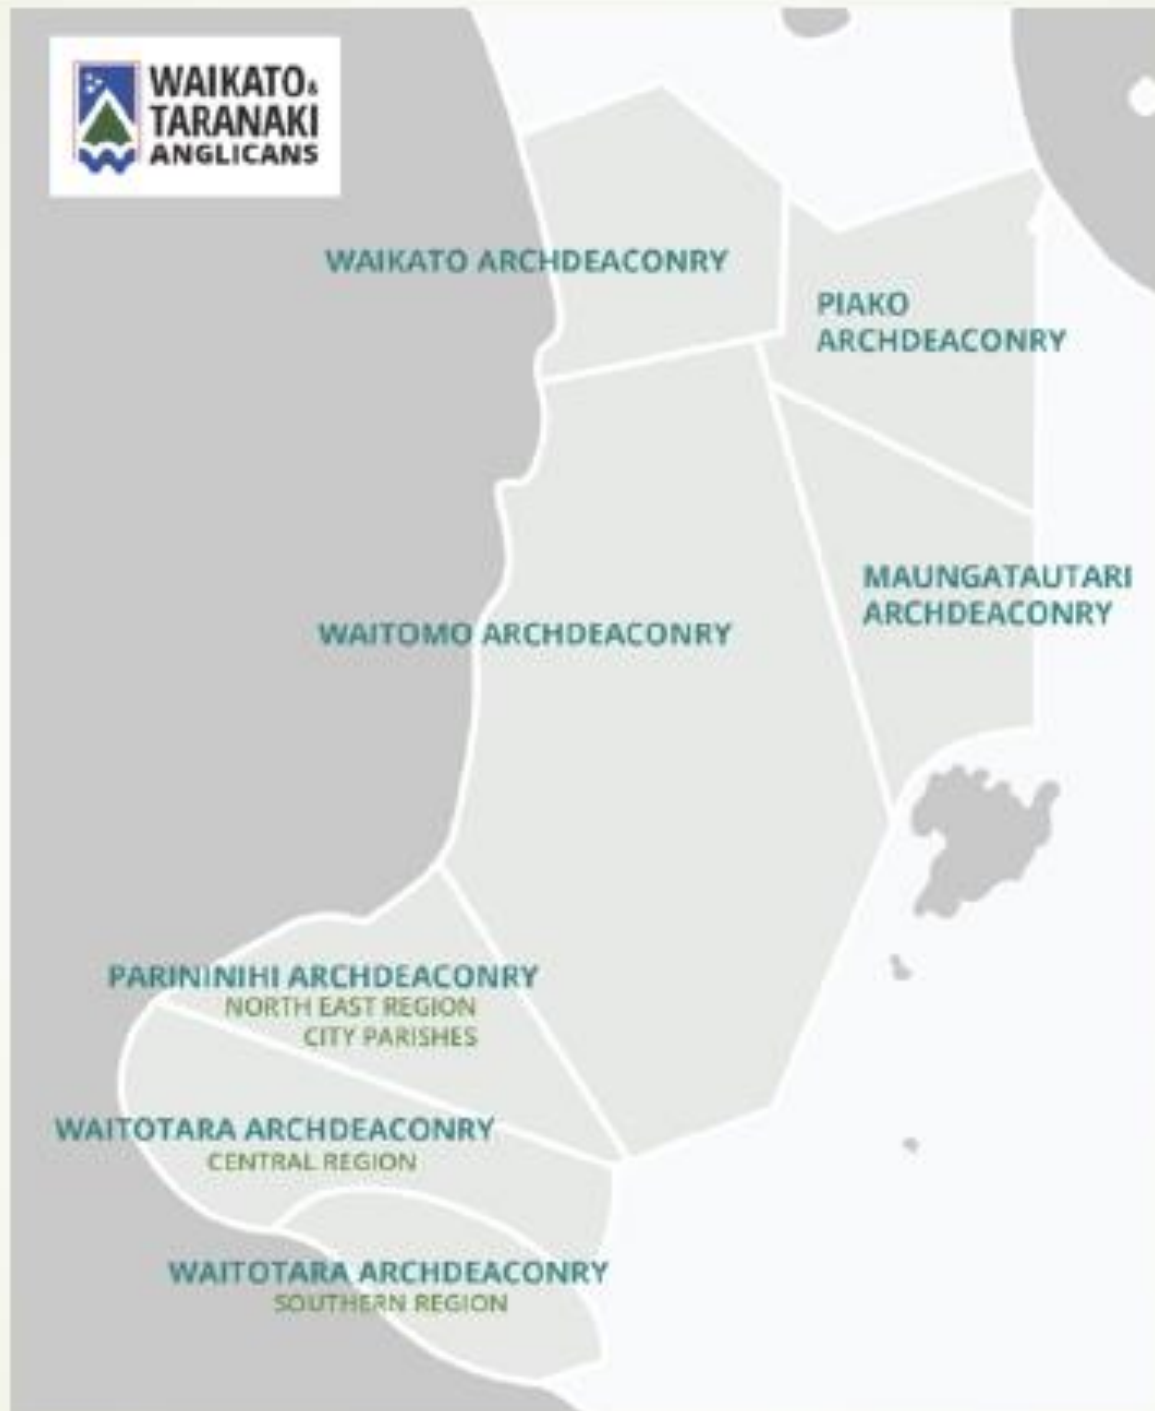 WAIKATO&
TARANAKI
ANGLICANS
WAIKATO ARCHDEACONRY
PIAKO
ARCHDEACONRY
MAUNGATAUTARI
ARCHDEACONRY
WAITOMO ARCHDEACONRY
PARININIHI ARCHDEACONRY
NORTH EAST REGION
CITY PARISHES
WAITOTARA ARCHDEACONRY
CENTRAL REGION
WAITOTARA ARCHDEACONRY
SOUTHERN REGION